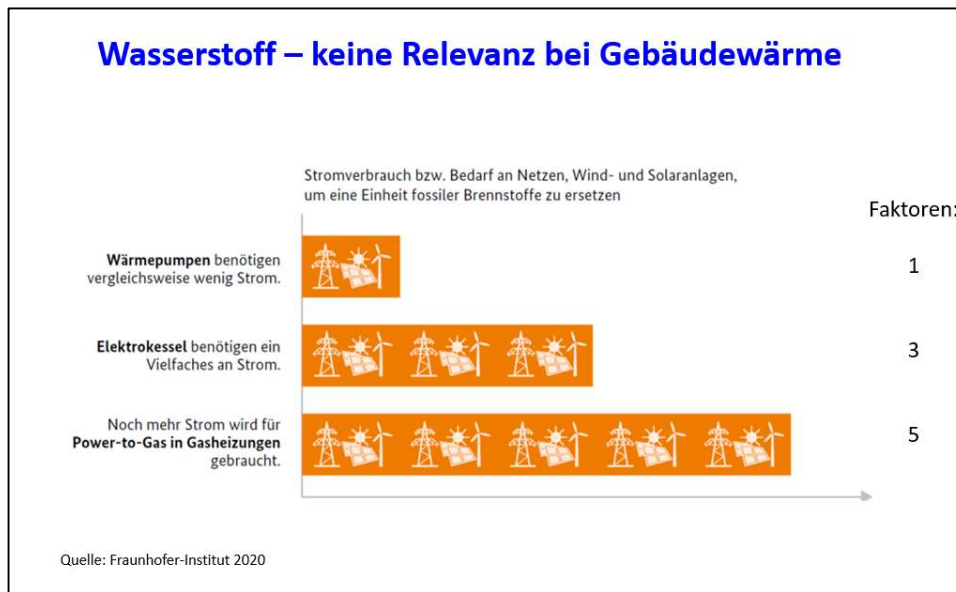 Wasserstoff – keine Relevanz bei Gebäudewärme
Stromverbrauch bzw. Bedarf an Netzen, Wind- und Solaranlagen,
um eine Einheit fossiler Brennstoffe zu ersetzen
Faktoren:
Wärmepumpen benötigen
vergleichsweise wenig Strom.
1
Elektrokessel benötigen ein
Vielfaches an Strom.
3
Noch mehr Strom wird für
Power-to-Gas in Gasheizungen
gebraucht.
5
Quelle: Fraunhofer-Institut 2020